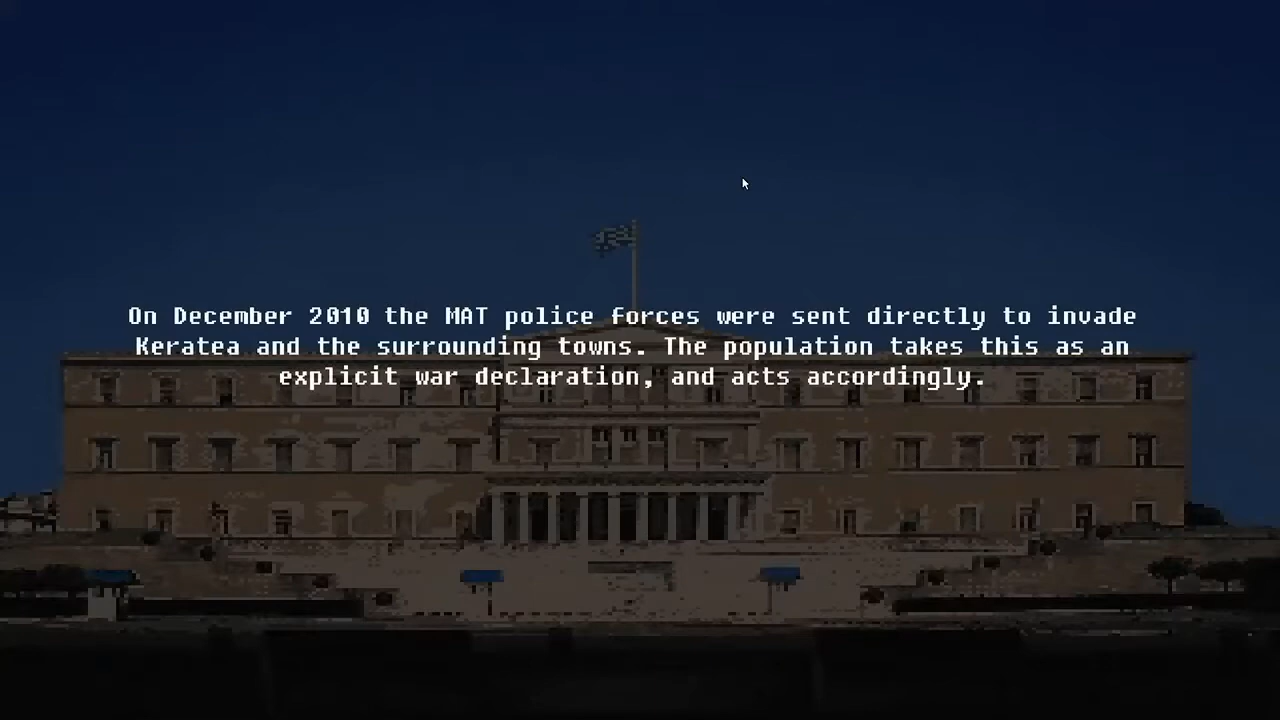 On December 2010 the MAT police forces were sent directly to invade
Keratea and the surrounding towns. The population takes this as an
explicit war declaration, and acts accordingly.